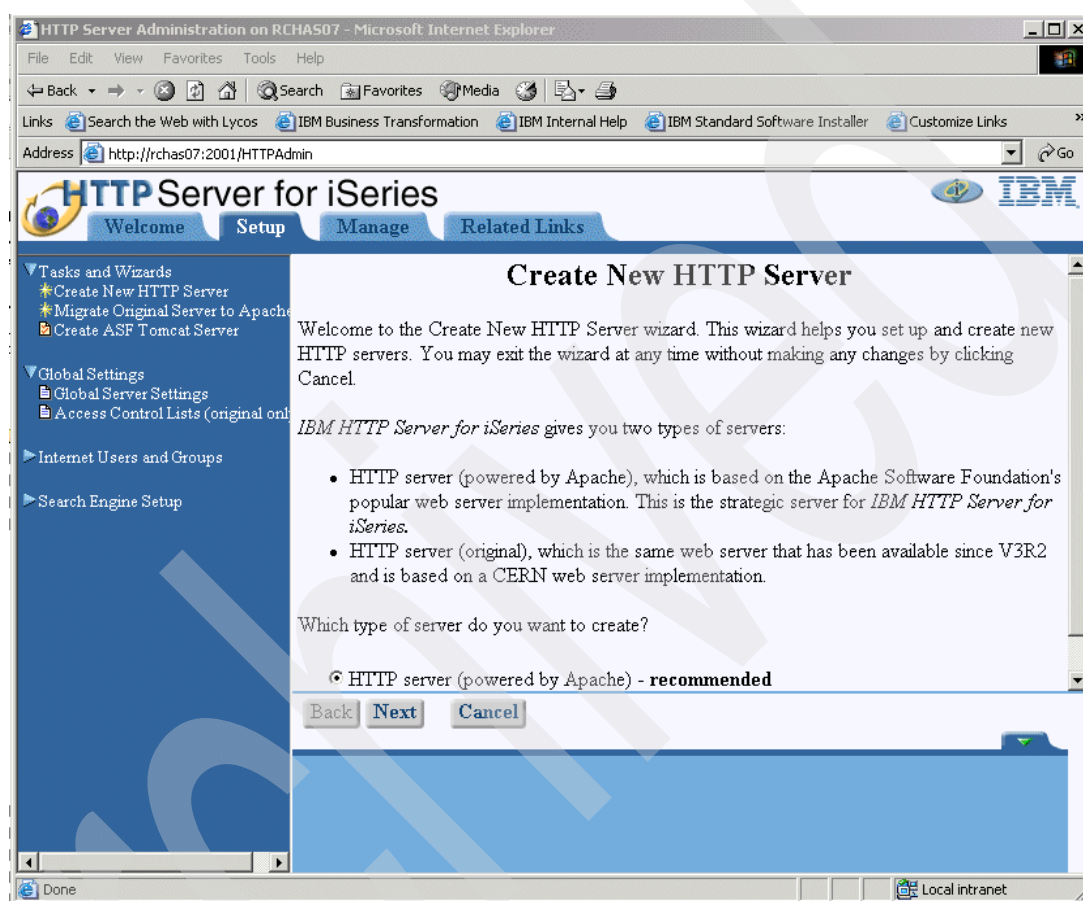 HTTP Server Administration on RCHAS07 - Microsoft Internet Explorer
File Edit View Favorites Tools Help
Back Search Favorites Media
Links Search the Web with Lycos IBM Business Transformation IBM Internal Help IBM Standard Software Installer Customize Links »
Address http://rchas07:2001/HTTPAdmin Go
HTTP Server for iSeries IBM
Welcome Setup Manage Related Links
Tasks and Wizards
Create New HTTP Server
Migrate Original Server to Apache
Create ASF Tomcat Server
Global Settings
Global Server Settings
Access Control Lists (original only
Internet Users and Groups
Search Engine Setup
Create New HTTP Server
Welcome to the Create New HTTP Server wizard. This wizard helps you set up and create new
HTTP servers. You may exit the wizard at any time without making any changes by clicking
Cancel.
IBM HTTP Server for iSeries gives you two types of servers:
• HTTP server (powered by Apache), which is based on the Apache Software Foundation's
popular web server implementation. This is the strategic server for IBM HTTP Server for
iSeries.
• HTTP server (original), which is the same web server that has been available since V3R2
and is based on a CERN web server implementation.
Which type of server do you want to create?
HTTP server (powered by Apache) - recommended
Back Next Cancel
Done Local intranet